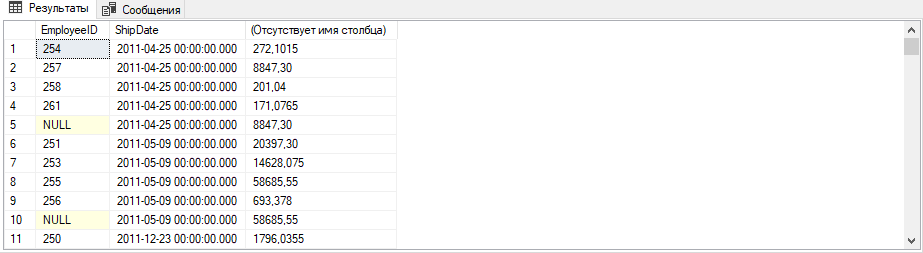 Результаты Сообщения
EmployeeID ShipDate (Отсутствует имя столбца)
1 254 2011-04-25 00:00:00.000 272,1015
2 257 2011-04-25 00:00:00.000 8847,30
3 258 2011-04-25 00:00:00.000 201,04
4 261 2011-04-25 00:00:00.000 171,0765
5 NULL 2011-04-25 00:00:00.000 8847,30
6 251 2011-05-09 00:00:00.000 20397,30
7 253 2011-05-09 00:00:00.000 14628,075
8 255 2011-05-09 00:00:00.000 58685,55
9 256 2011-05-09 00:00:00.000 693,378
10 NULL 2011-05-09 00:00:00.000 58685,55
11 250 2011-12-23 00:00:00.000 1796,0355